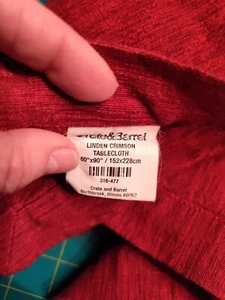 Crate&Barrel
LINDEN CRIMSON
TABLECLOTH
60"x90" / 152x228cm
316-477
Crate and Barrel
Northbrook, Illinois 60062